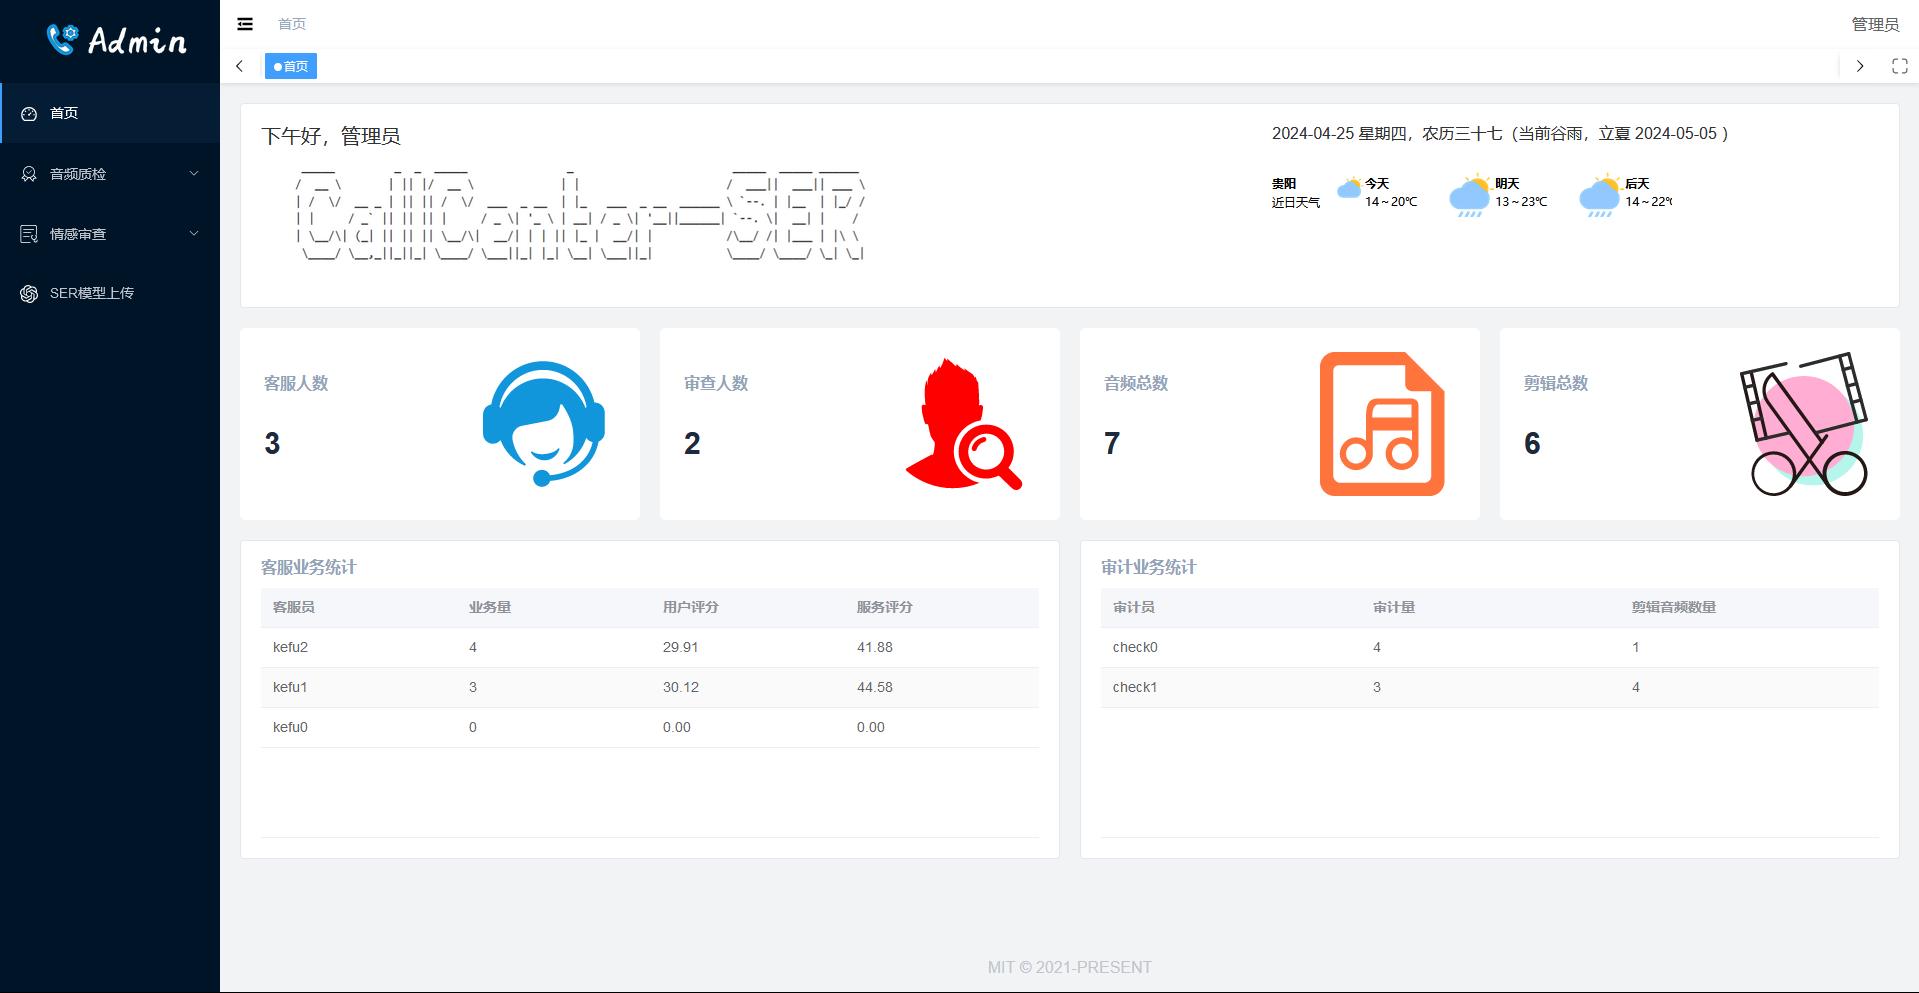 Admin
首页
音频质检
情感审查
SER模型上传
首页
管理员
首页
下午好，管理员
CallCenter-SER
2024-04-25 星期四，农历三十七（当前谷雨，立夏 2024-05-05 ）
贵阳
近日天气
今天
14～20℃
明天
13～23℃
后天
14～22℃
客服人数
3
审查人数
2
音频总数
7
剪辑总数
6
客服业务统计
客服员 业务量 用户评分 服务评分
kefu2 4 29.91 41.88
kefu1 3 30.12 44.58
kefu0 0 0.00 0.00
审计业务统计
审计员 审计量 剪辑音频数量
check0 4 1
check1 3 4
MIT © 2021-PRESENT